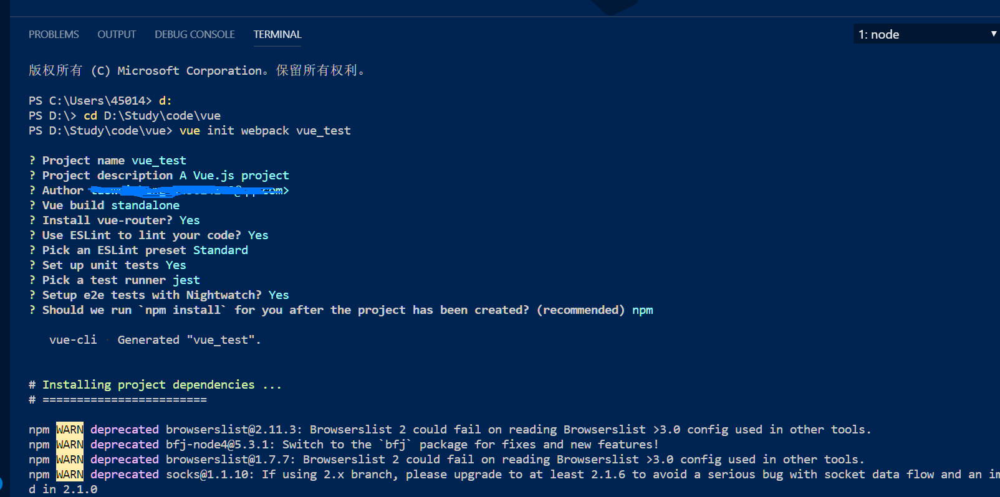 PROBLEMS OUTPUT DEBUG CONSOLE TERMINAL 1: node
版权所有 (C) Microsoft Corporation。保留所有权利。
PS C:\Users\45014> d:
PS D:\> cd D:\Study\code\vue
PS D:\Study\code\vue> vue init webpack vue_test
? Project name vue_test
? Project description A Vue.js project
? Author
? Vue build standalone
? Install vue-router? Yes
? Use ESLint to lint your code? Yes
? Pick an ESLint preset Standard
? Set up unit tests Yes
? Pick a test runner jest
? Setup e2e tests with Nightwatch? Yes
? Should we run `npm install` for you after the project has been created? (recommended) npm
vue-cli · Generated "vue_test".
# Installing project dependencies ...
# ========================
npm WARN deprecated browserslist@2.11.3: Browserslist 2 could fail on reading Browserslist >3.0 config used in other tools.
npm WARN deprecated bfj-node4@5.3.1: Switch to the `bfj` package for fixes and new features!
npm WARN deprecated browserslist@1.7.7: Browserslist 2 could fail on reading Browserslist >3.0 config used in other tools.
npm WARN deprecated socks@1.1.10: If using 2.x branch, please upgrade to at least 2.1.6 to avoid a serious bug with socket data flow and an im
d in 2.1.0